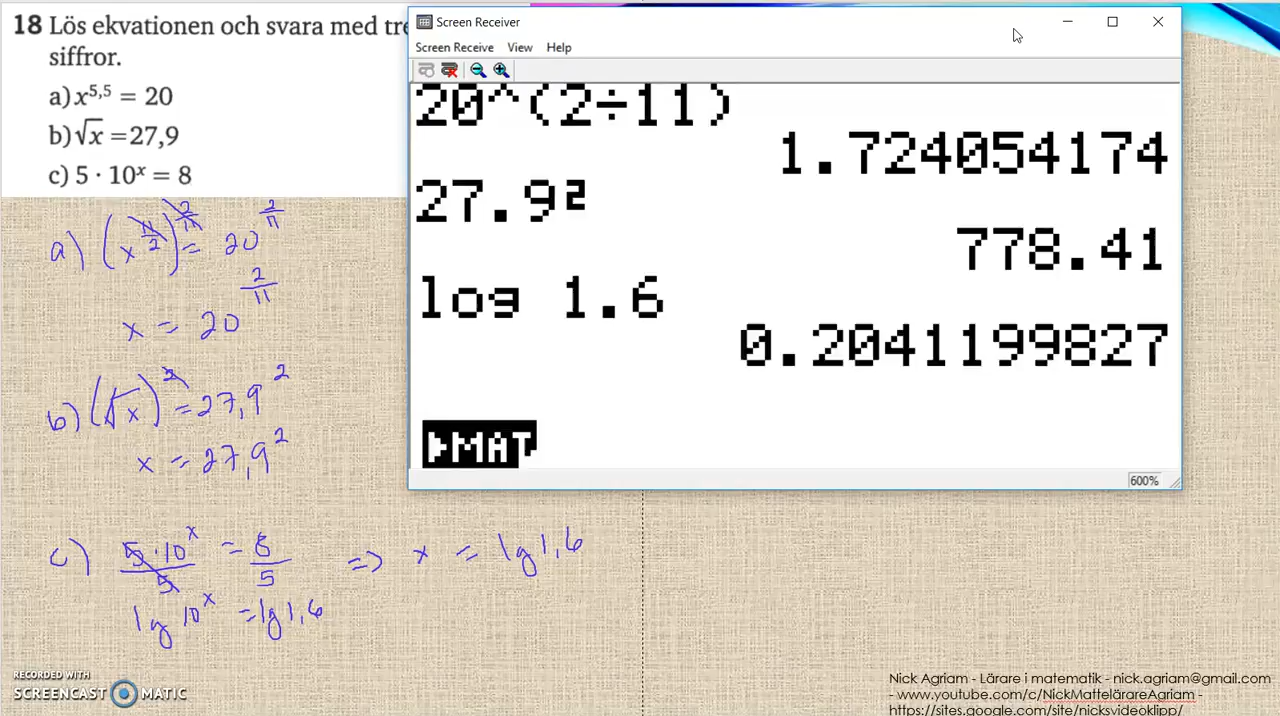 18 Lös ekvationen och svara med tre
siffror.
a) x^5,5 = 20
b) √x = 27,9
c) 5 · 10^x = 8
Screen Receiver
Screen Receive View Help
20^(2÷11)
1.724054174
27.9²
778.41
log 1.6
0.2041199827
▶MAT
600%
a) (x^(11/2))^(2/11) = 20^(2/11)
x = 20^(2/11)
b) (√x)^2 = 27,9^2
x = 27,9^2
c) 5·10^x / 5 = 8/5 => x = lg 1,6
lg 10^x = lg 1,6
RECORDED WITH
SCREENCAST MATIC
Nick Agriam - Lärare i matematik - nick.agriam@gmail.com
- www.youtube.com/c/NickMattelärareAgriam -
https://sites.google.com/site/nicksvideoklipp/